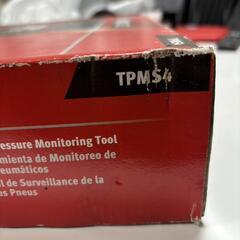 TPMS4
essure Monitoring Tool
mienta de Monitoreo de
eumáticos
l de Surveillance de la
es Pneus